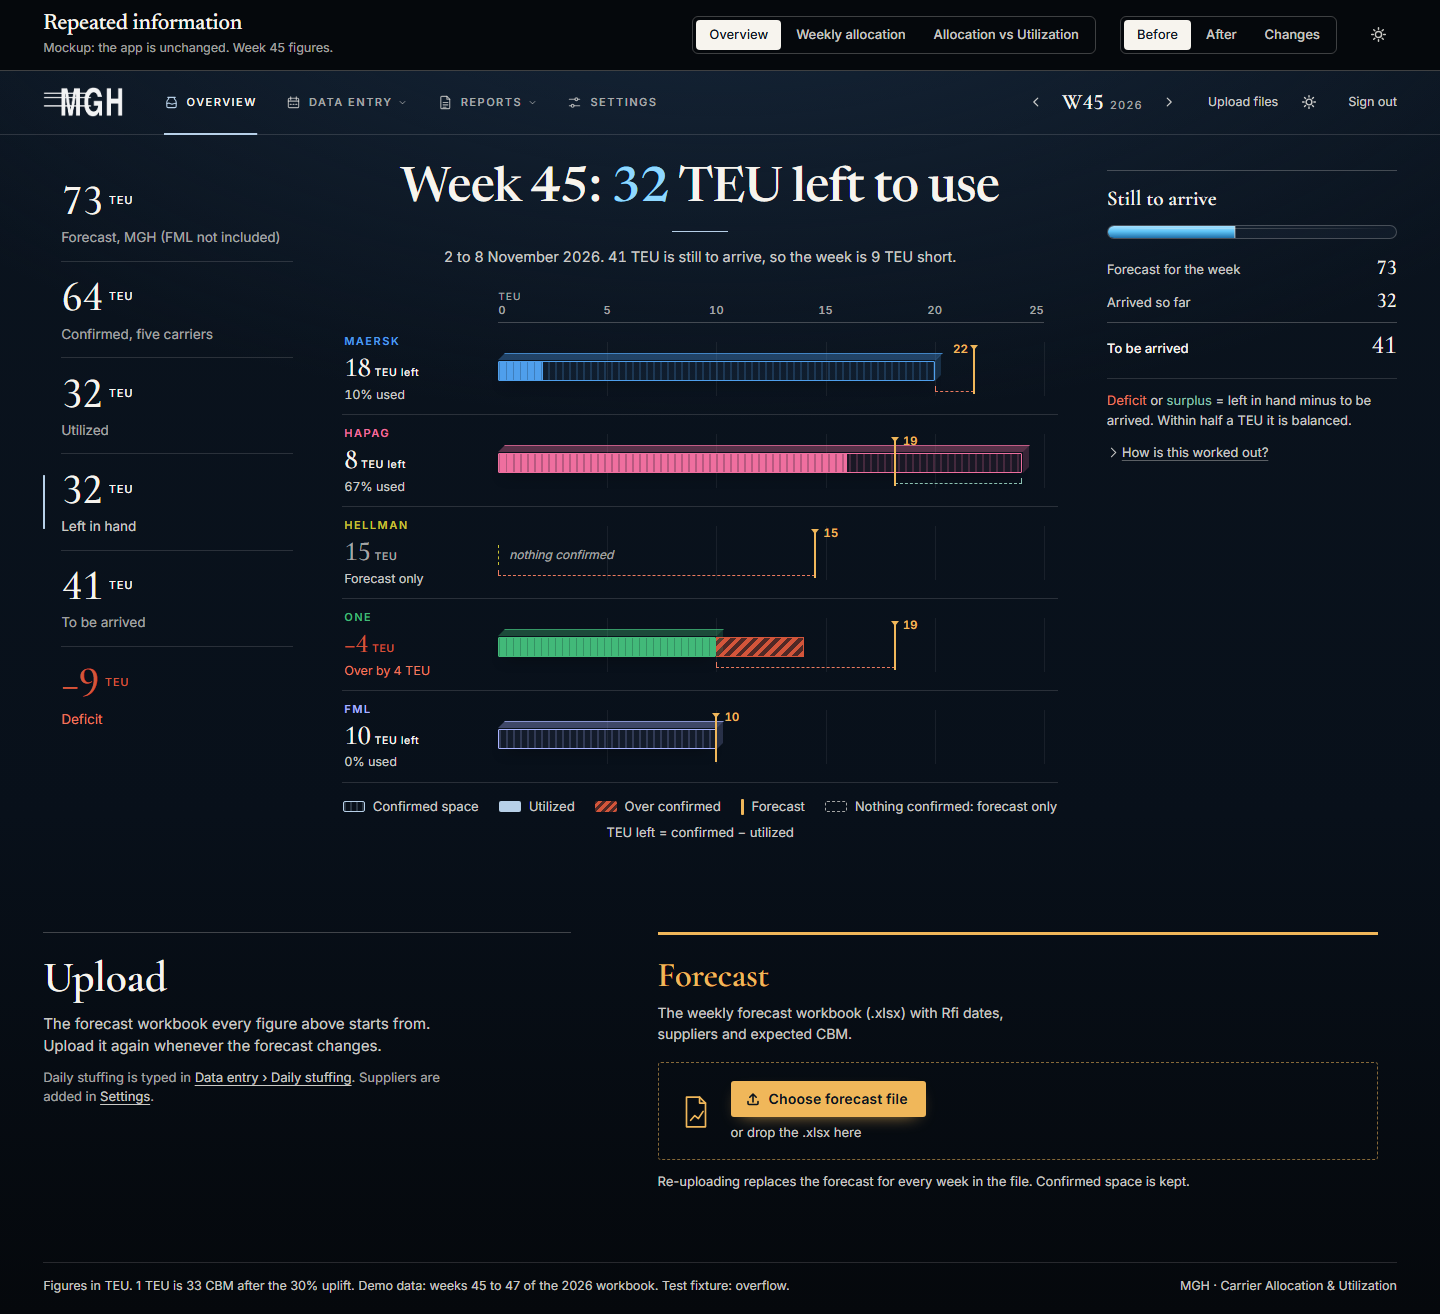 Repeated information
Mockup: the app is unchanged. Week 45 figures.
Overview
Weekly allocation
Allocation vs Utilization
Before
After
Changes
MGH
OVERVIEW
DATA ENTRY
REPORTS
SETTINGS
W45 2026
Upload files
Sign out
73 TEU
Forecast, MGH (FML not included)
64 TEU
Confirmed, five carriers
32 TEU
Utilized
32 TEU
Left in hand
41 TEU
To be arrived
–9 TEU
Deficit
Week 45: 32 TEU left to use
2 to 8 November 2026. 41 TEU is still to arrive, so the week is 9 TEU short.
TEU
0 5 10 15 20 25
MAERSK
18 TEU left
10% used
22
HAPAG
8 TEU left
67% used
19
HELLMAN
15 TEU
Forecast only
nothing confirmed
15
ONE
–4 TEU
Over by 4 TEU
19
FML
10 TEU left
0% used
10
Confirmed space
Utilized
Over confirmed
Forecast
Nothing confirmed: forecast only
TEU left = confirmed – utilized
Still to arrive
Forecast for the week 73
Arrived so far 32
To be arrived 41
Deficit or surplus = left in hand minus to be
arrived. Within half a TEU it is balanced.
How is this worked out?
Upload
The forecast workbook every figure above starts from.
Upload it again whenever the forecast changes.
Daily stuffing is typed in Data entry › Daily stuffing. Suppliers are
added in Settings.
Forecast
The weekly forecast workbook (.xlsx) with Rfi dates,
suppliers and expected CBM.
Choose forecast file
or drop the .xlsx here
Re-uploading replaces the forecast for every week in the file. Confirmed space is kept.
Figures in TEU. 1 TEU is 33 CBM after the 30% uplift. Demo data: weeks 45 to 47 of the 2026 workbook. Test fixture: overflow.
MGH · Carrier Allocation & Utilization